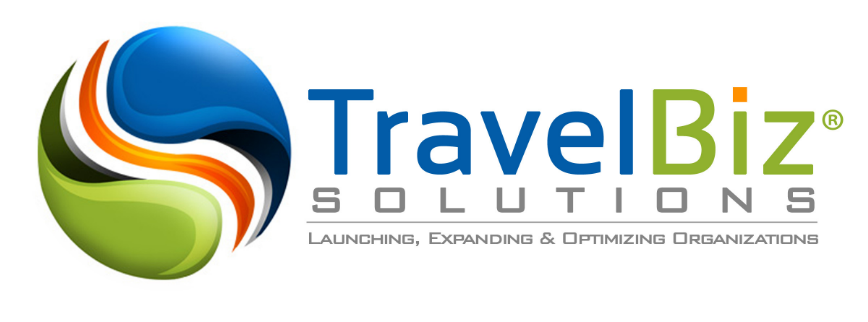 TravelBiz®
SOLUTIONS
LAUNCHING, EXPANDING & OPTIMIZING ORGANIZATIONS